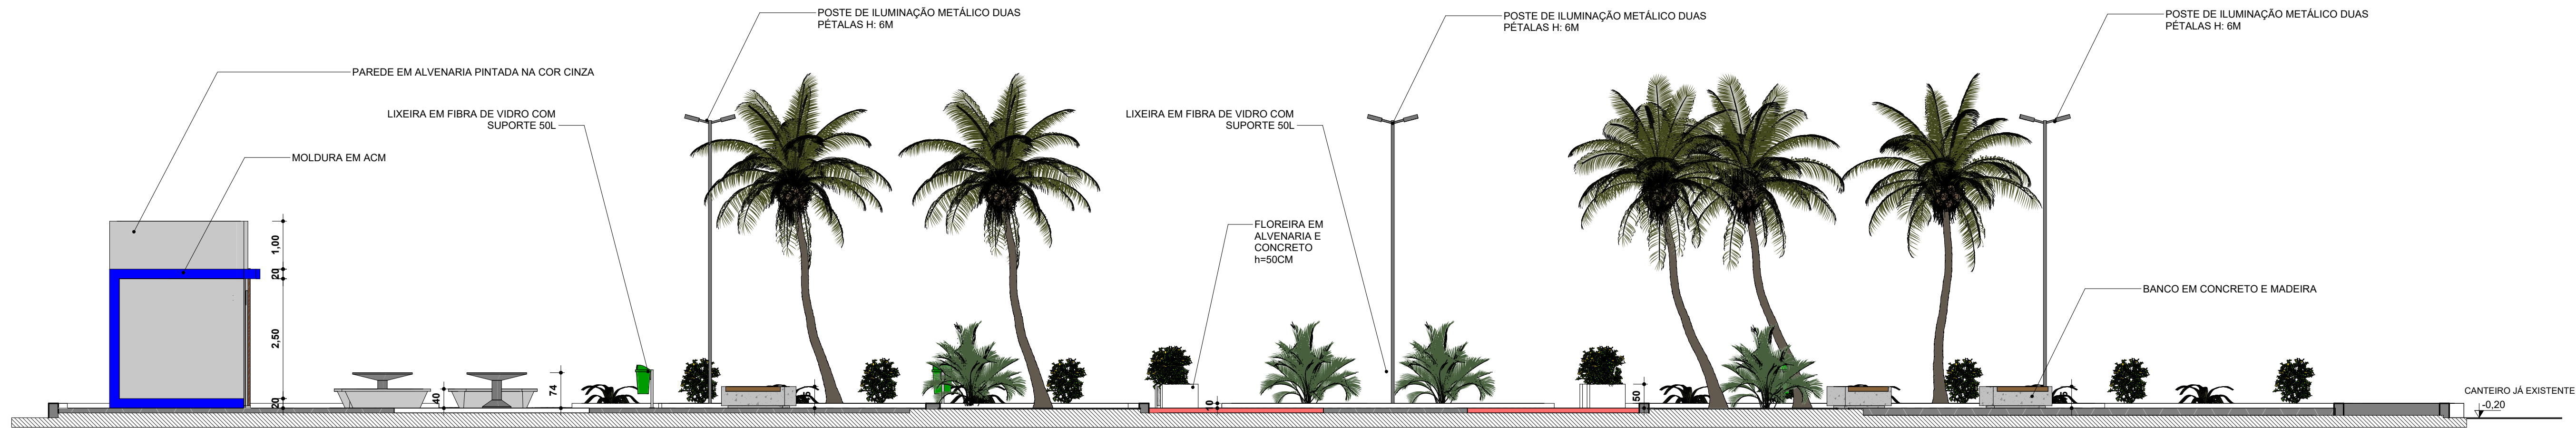 POSTE DE ILUMINAÇÃO METÁLICO DUAS
PÉTALAS H: 6M
POSTE DE ILUMINAÇÃO METÁLICO DUAS
PÉTALAS H: 6M
POSTE DE ILUMINAÇÃO METÁLICO DUAS
PÉTALAS H: 6M
PAREDE EM ALVENARIA PINTADA NA COR CINZA
LIXEIRA EM FIBRA DE VIDRO COM
SUPORTE 50L
LIXEIRA EM FIBRA DE VIDRO COM
SUPORTE 50L
MOLDURA EM ACM
FLOREIRA EM
ALVENARIA E
CONCRETO
h=50CM
BANCO EM CONCRETO E MADEIRA
1,00
20
2,50
20
40
74
10
50
CANTEIRO JÁ EXISTENTE
-0,20